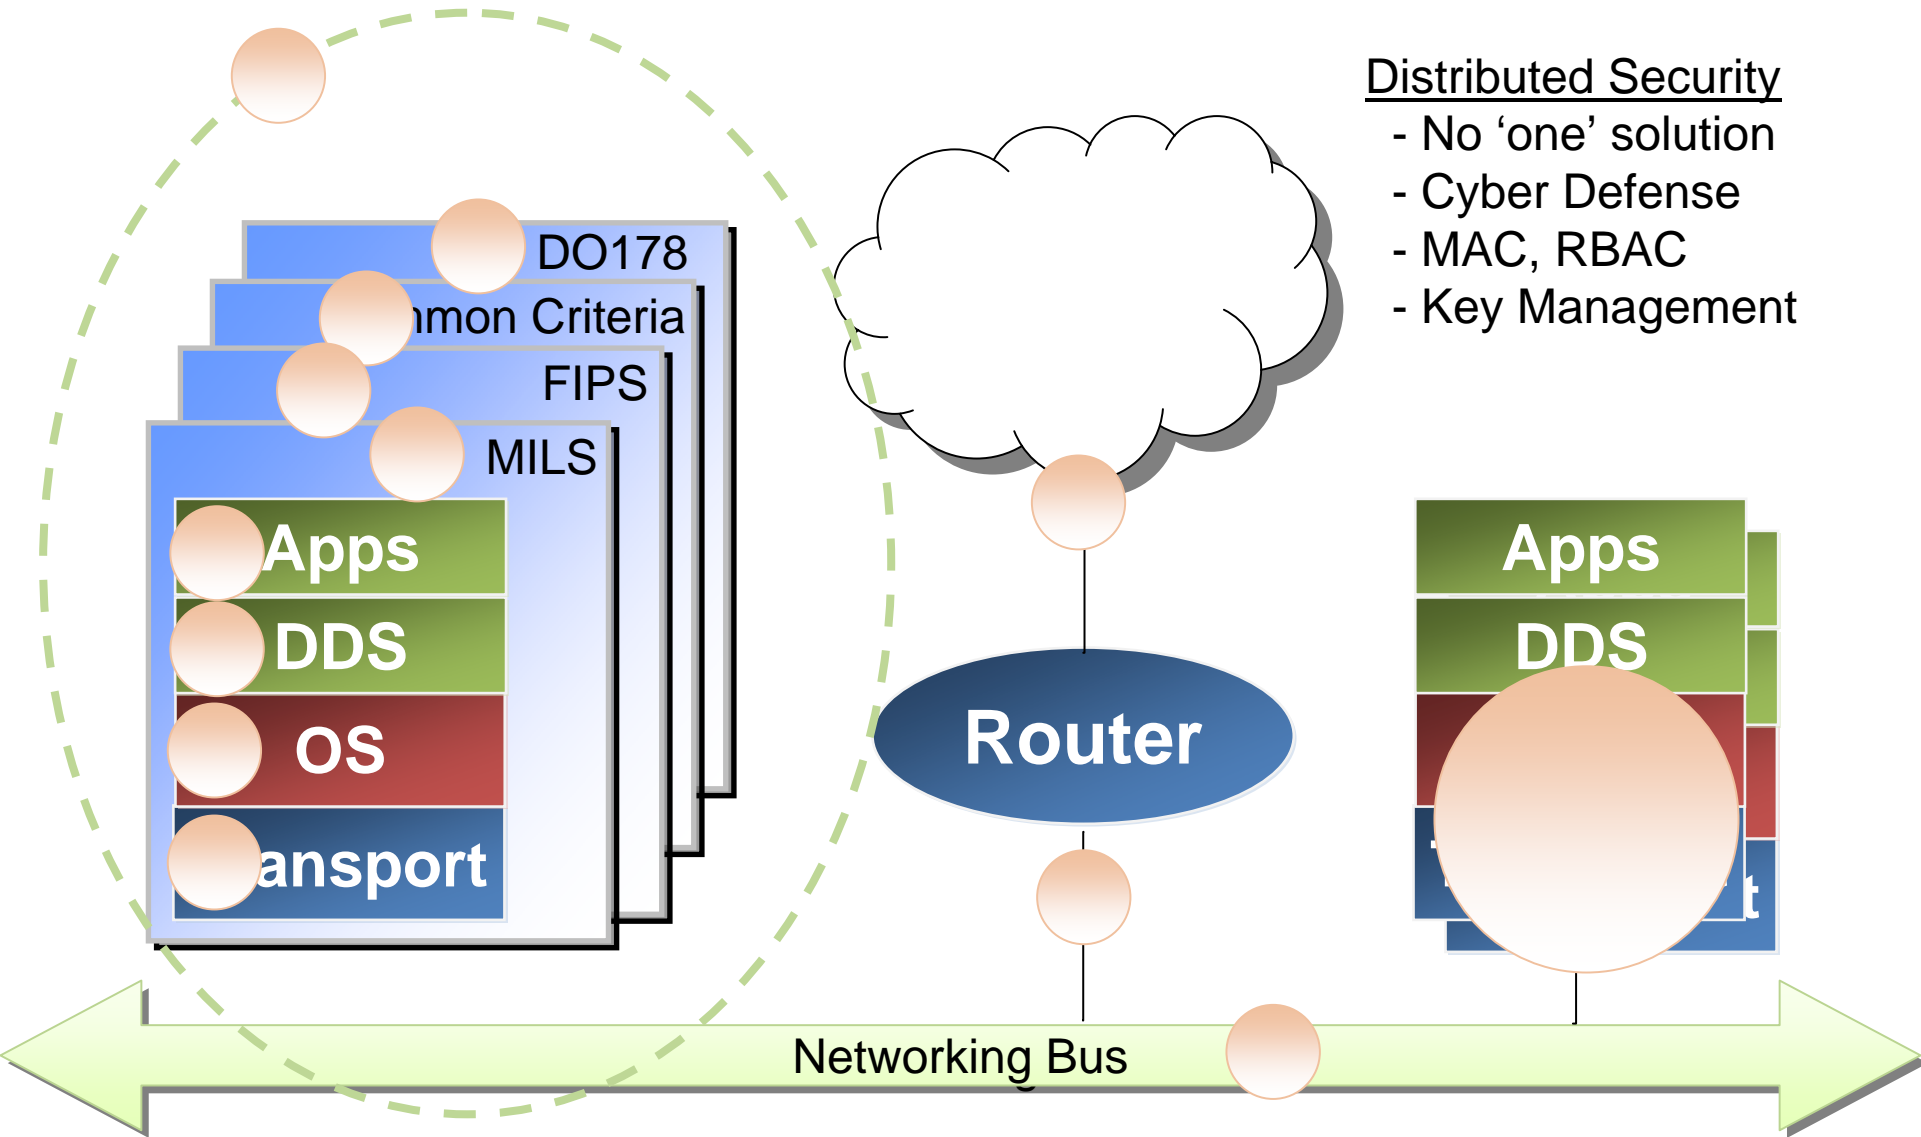 Distributed Security
- No ‘one’ solution
- Cyber Defense
- MAC, RBAC
- Key Management
DO178
mmon Criteria
FIPS
MILS
Apps
DDS
OS
ansport
Router
Apps
DDS
t
Networking Bus